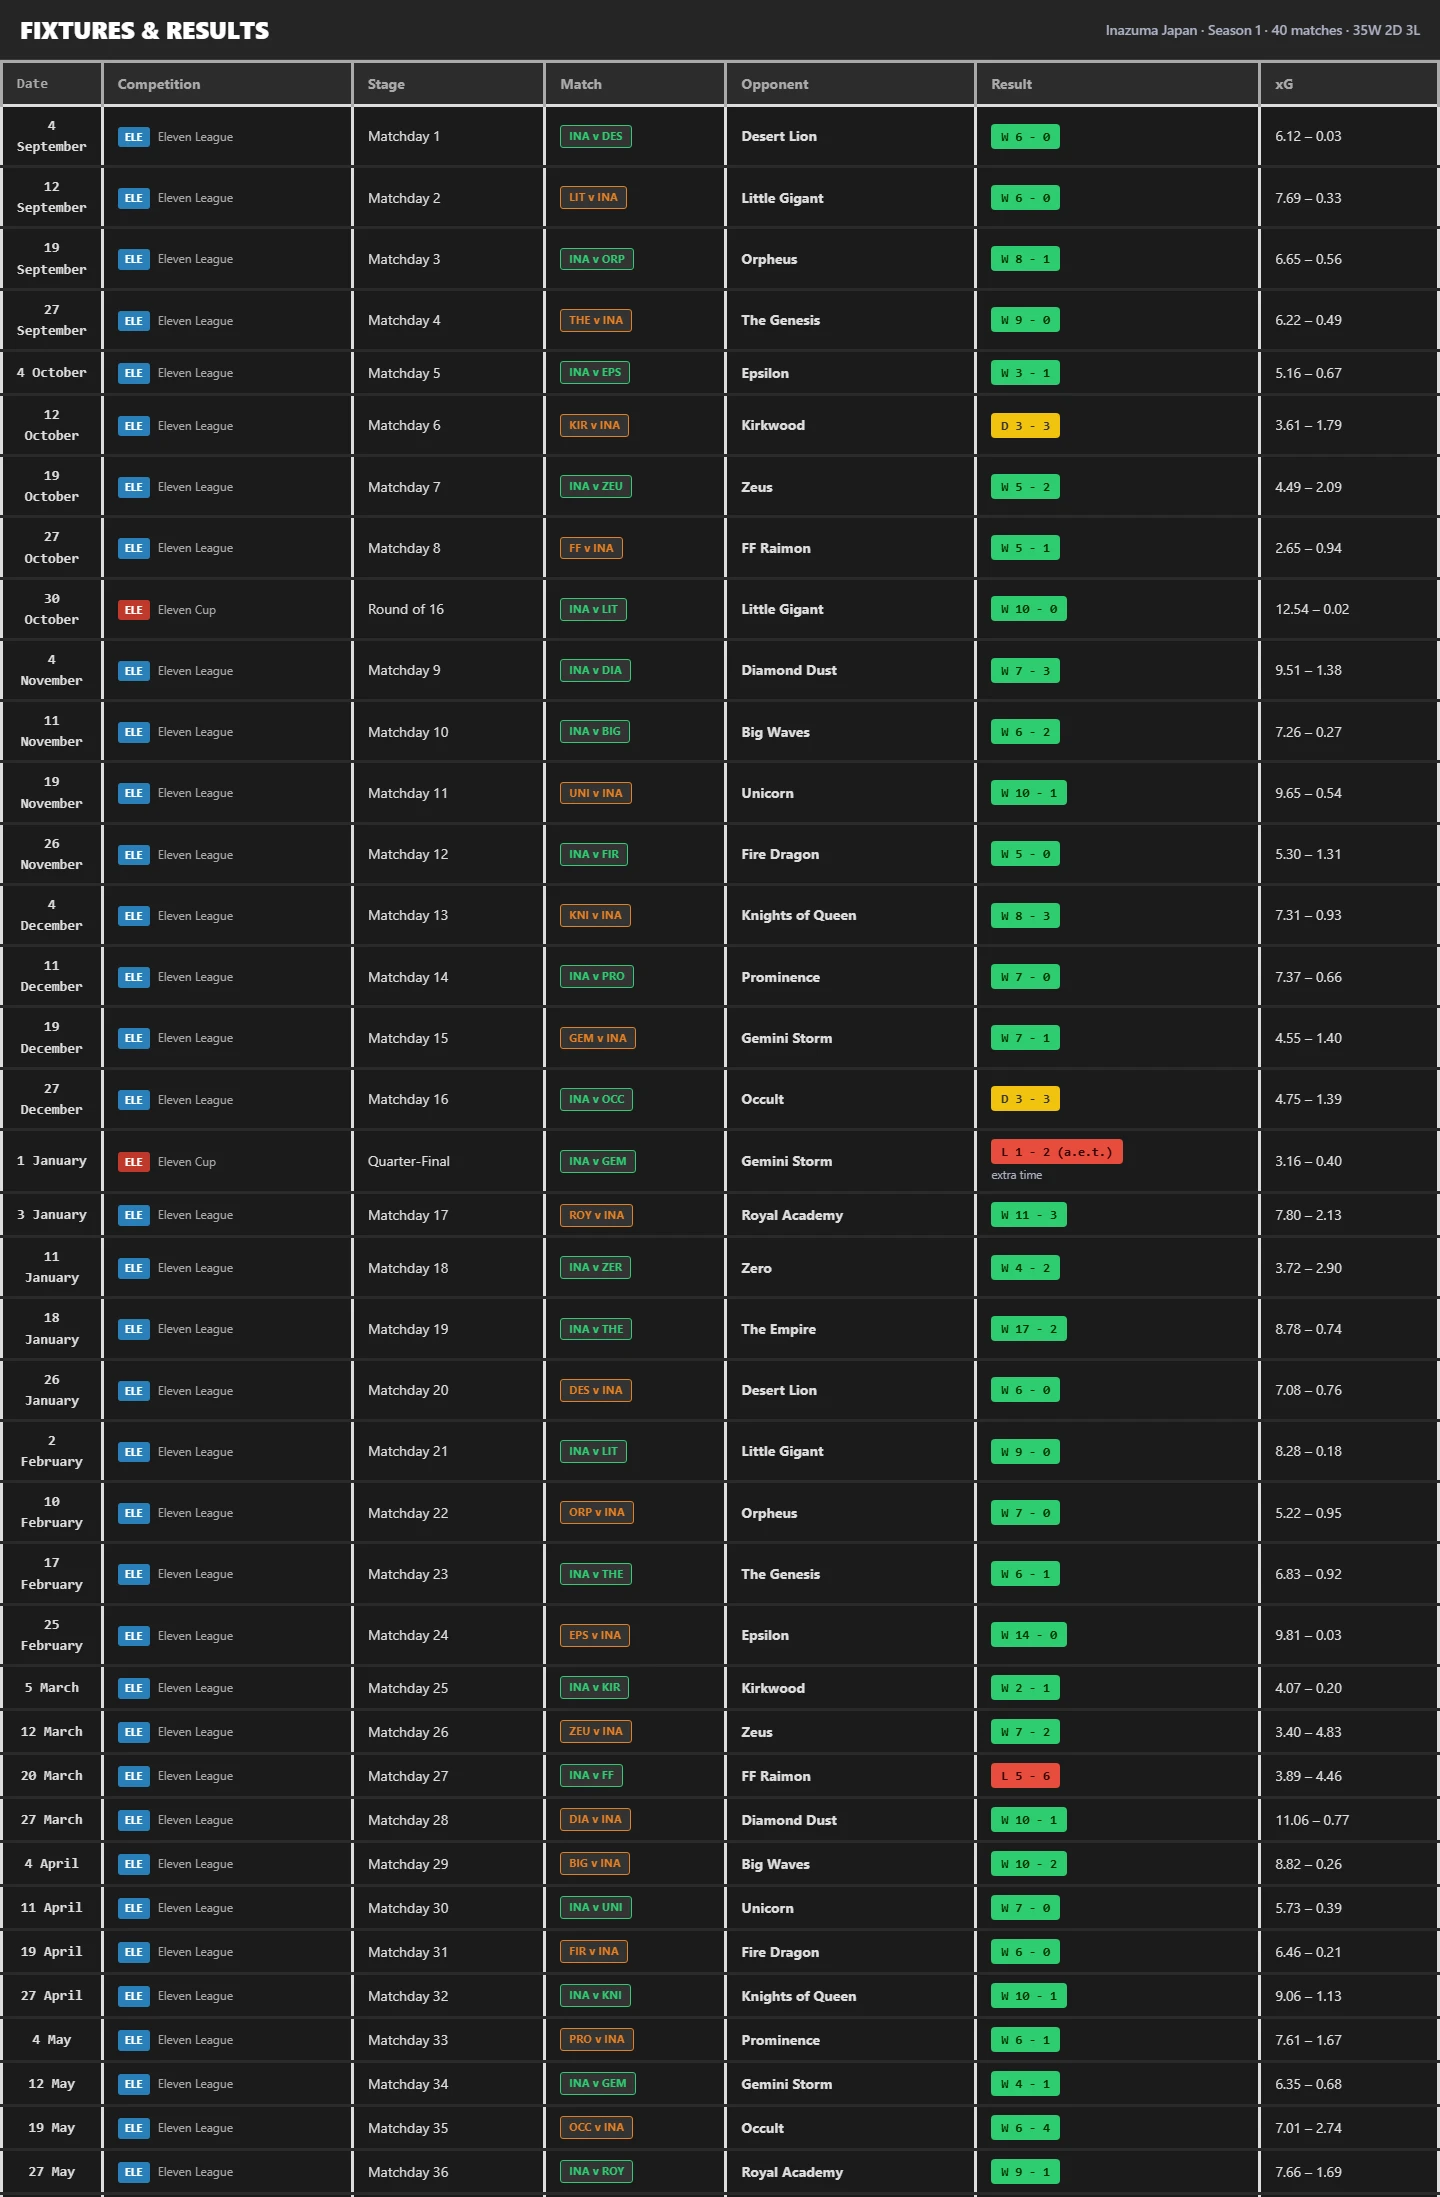 FIXTURES & RESULTS
Inazuma Japan · Season 1 · 40 matches · 35W 2D 3L
Date Competition Stage Match Opponent Result xG
4 September ELE Eleven League Matchday 1 INA v DES Desert Lion W 6 - 0 6.12 – 0.03
12 September ELE Eleven League Matchday 2 LIT v INA Little Gigant W 6 - 0 7.69 – 0.33
19 September ELE Eleven League Matchday 3 INA v ORP Orpheus W 8 - 1 6.65 – 0.56
27 September ELE Eleven League Matchday 4 THE v INA The Genesis W 9 - 0 6.22 – 0.49
4 October ELE Eleven League Matchday 5 INA v EPS Epsilon W 3 - 1 5.16 – 0.67
12 October ELE Eleven League Matchday 6 KIR v INA Kirkwood D 3 - 3 3.61 – 1.79
19 October ELE Eleven League Matchday 7 INA v ZEU Zeus W 5 - 2 4.49 – 2.09
27 October ELE Eleven League Matchday 8 FF v INA FF Raimon W 5 - 1 2.65 – 0.94
30 October ELE Eleven Cup Round of 16 INA v LIT Little Gigant W 10 - 0 12.54 – 0.02
4 November ELE Eleven League Matchday 9 INA v DIA Diamond Dust W 7 - 3 9.51 – 1.38
11 November ELE Eleven League Matchday 10 INA v BIG Big Waves W 6 - 2 7.26 – 0.27
19 November ELE Eleven League Matchday 11 UNI v INA Unicorn W 10 - 1 9.65 – 0.54
26 November ELE Eleven League Matchday 12 INA v FIR Fire Dragon W 5 - 0 5.30 – 1.31
4 December ELE Eleven League Matchday 13 KNI v INA Knights of Queen W 8 - 3 7.31 – 0.93
11 December ELE Eleven League Matchday 14 INA v PRO Prominence W 7 - 0 7.37 – 0.66
19 December ELE Eleven League Matchday 15 GEM v INA Gemini Storm W 7 - 1 4.55 – 1.40
27 December ELE Eleven League Matchday 16 INA v OCC Occult D 3 - 3 4.75 – 1.39
1 January ELE Eleven Cup Quarter-Final INA v GEM Gemini Storm L 1 - 2 (a.e.t.) extra time 3.16 – 0.40
3 January ELE Eleven League Matchday 17 ROY v INA Royal Academy W 11 - 3 7.80 – 2.13
11 January ELE Eleven League Matchday 18 INA v ZER Zero W 4 - 2 3.72 – 2.90
18 January ELE Eleven League Matchday 19 INA v THE The Empire W 17 - 2 8.78 – 0.74
26 January ELE Eleven League Matchday 20 DES v INA Desert Lion W 6 - 0 7.08 – 0.76
2 February ELE Eleven League Matchday 21 INA v LIT Little Gigant W 9 - 0 8.28 – 0.18
10 February ELE Eleven League Matchday 22 ORP v INA Orpheus W 7 - 0 5.22 – 0.95
17 February ELE Eleven League Matchday 23 INA v THE The Genesis W 6 - 1 6.83 – 0.92
25 February ELE Eleven League Matchday 24 EPS v INA Epsilon W 14 - 0 9.81 – 0.03
5 March ELE Eleven League Matchday 25 INA v KIR Kirkwood W 2 - 1 4.07 – 0.20
12 March ELE Eleven League Matchday 26 ZEU v INA Zeus W 7 - 2 3.40 – 4.83
20 March ELE Eleven League Matchday 27 INA v FF FF Raimon L 5 - 6 3.89 – 4.46
27 March ELE Eleven League Matchday 28 DIA v INA Diamond Dust W 10 - 1 11.06 – 0.77
4 April ELE Eleven League Matchday 29 BIG v INA Big Waves W 10 - 2 8.82 – 0.26
11 April ELE Eleven League Matchday 30 INA v UNI Unicorn W 7 - 0 5.73 – 0.39
19 April ELE Eleven League Matchday 31 FIR v INA Fire Dragon W 6 - 0 6.46 – 0.21
27 April ELE Eleven League Matchday 32 INA v KNI Knights of Queen W 10 - 1 9.06 – 1.13
4 May ELE Eleven League Matchday 33 PRO v INA Prominence W 6 - 1 7.61 – 1.67
12 May ELE Eleven League Matchday 34 INA v GEM Gemini Storm W 4 - 1 6.35 – 0.68
19 May ELE Eleven League Matchday 35 OCC v INA Occult W 6 - 4 7.01 – 2.74
27 May ELE Eleven League Matchday 36 INA v ROY Royal Academy W 9 - 1 7.66 – 1.69